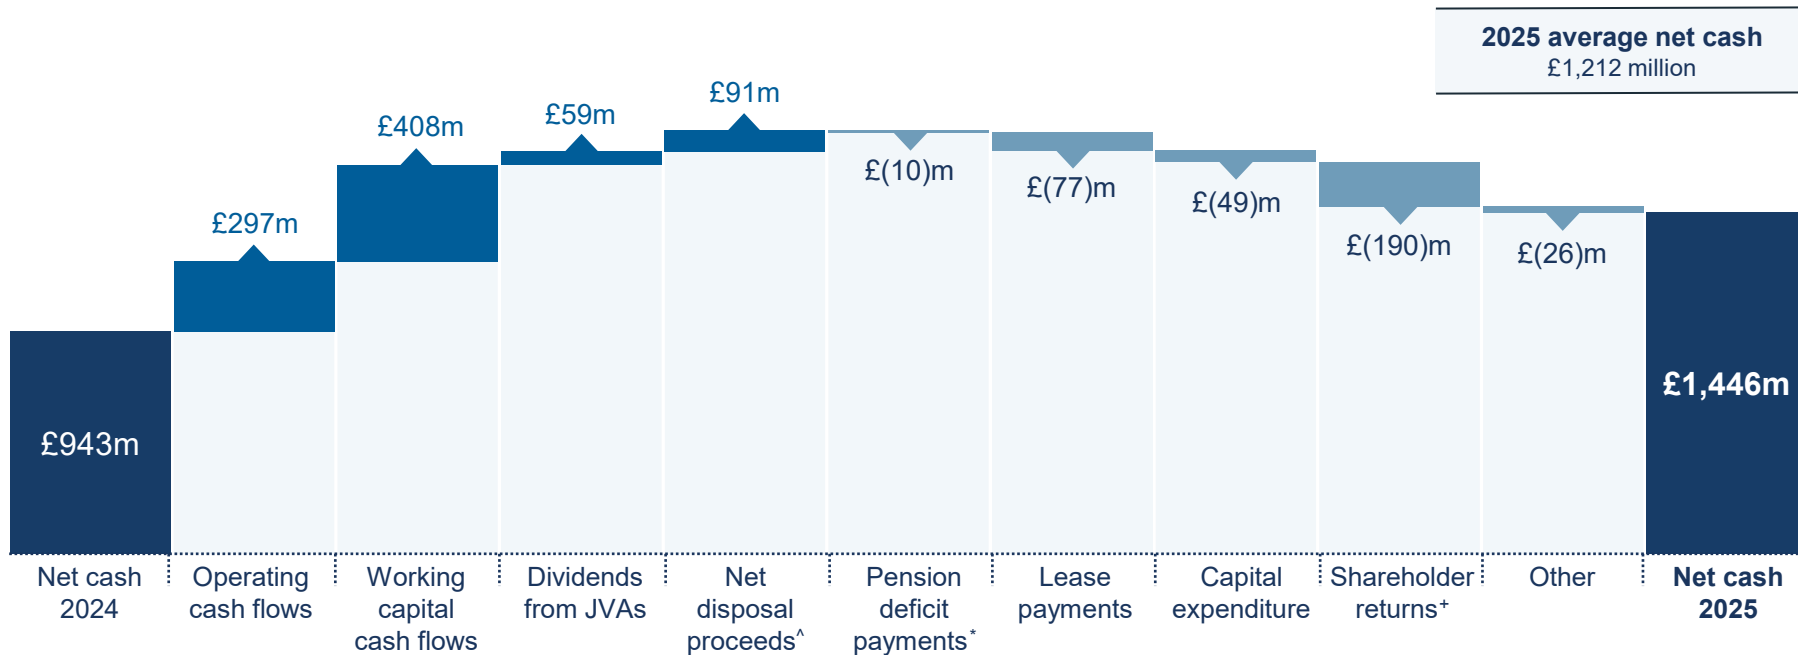 2025 average net cash
£1,212 million
£943m
£297m
£408m
£59m
£91m
£(10)m
£(77)m
£(49)m
£(190)m
£(26)m
£1,446m
Net cash
2024
Operating
cash flows
Working
capital
cash flows
Dividends
from JVAs
Net
disposal
proceeds^
Pension
deficit
payments*
Lease
payments
Capital
expenditure
Shareholder
returns+
Other
Net cash
2025